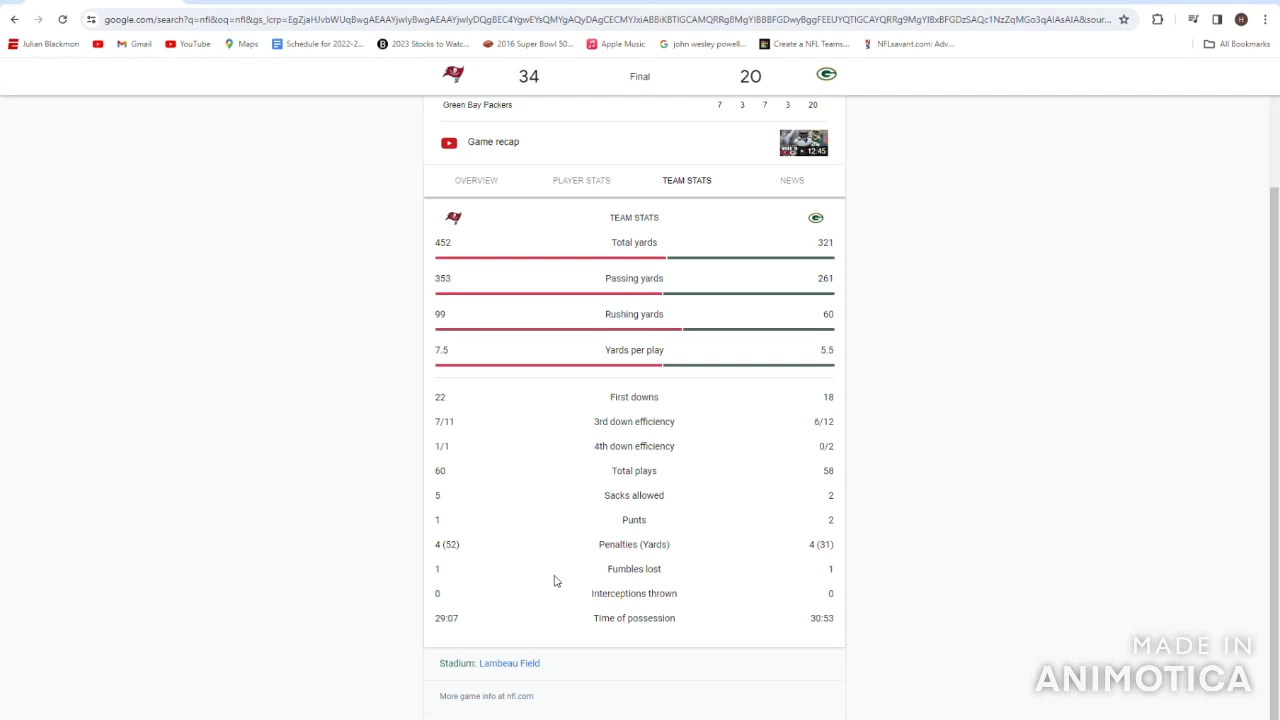 google.com/search?q=nfl&oq=nfl&gs_lcrp=EgZjaHJvbWUqBwgAEAAYjwIyBwgAEAAYjwIyDQgBEC4YgwEYsQMYgAQyDAgCECMYJxiABBiKBTIGCAMQRRg8MgYIBBBFGDwyBggFEEUYQTIGCAYQRRg9MgYIBxBFGDzSAQc1NzZqMGo3qAIAsAIA&sour...
Julian Blackmon
Gmail
YouTube
Maps
Schedule for 2022-2...
2023 Stocks to Watc...
2016 Super Bowl 50...
Apple Music
john wesley powell...
Create a NFL Teams...
NFLsavant.com: Adv...
All Bookmarks
34 Final 20
Green Bay Packers 7 3 7 3 20
Game recap
12:45
OVERVIEW PLAYER STATS TEAM STATS NEWS
TEAM STATS
452 Total yards 321
353 Passing yards 261
99 Rushing yards 60
7.5 Yards per play 5.5
22 First downs 18
7/11 3rd down efficiency 6/12
1/1 4th down efficiency 0/2
60 Total plays 58
5 Sacks allowed 2
1 Punts 2
4 (52) Penalties (Yards) 4 (31)
1 Fumbles lost 1
0 Interceptions thrown 0
29:07 Time of possession 30:53
Stadium: Lambeau Field
More game info at nfl.com
MADE IN
ANIMOTICA